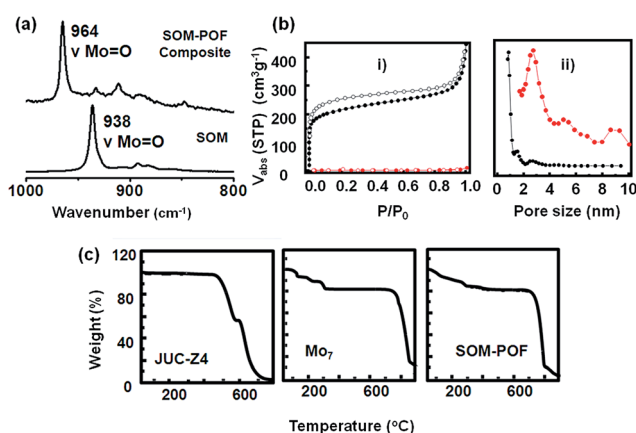 (a)
964
ν Mo=O
SOM-POF
Composite
938
ν Mo=O
SOM
1000 900 800
Wavenumber (cm-1)
(b)
i)
400
300
200
100
0
Vabs (STP) (cm3g-1)
0.0 0.2 0.4 0.6 0.8 1.0
P/P0
ii)
0 2 4 6 8 10
Pore size (nm)
(c)
120
80
40
0
Weight (%)
JUC-Z4
Mo7
SOM-POF
200 600
200 600
200 600
Temperature (oC)